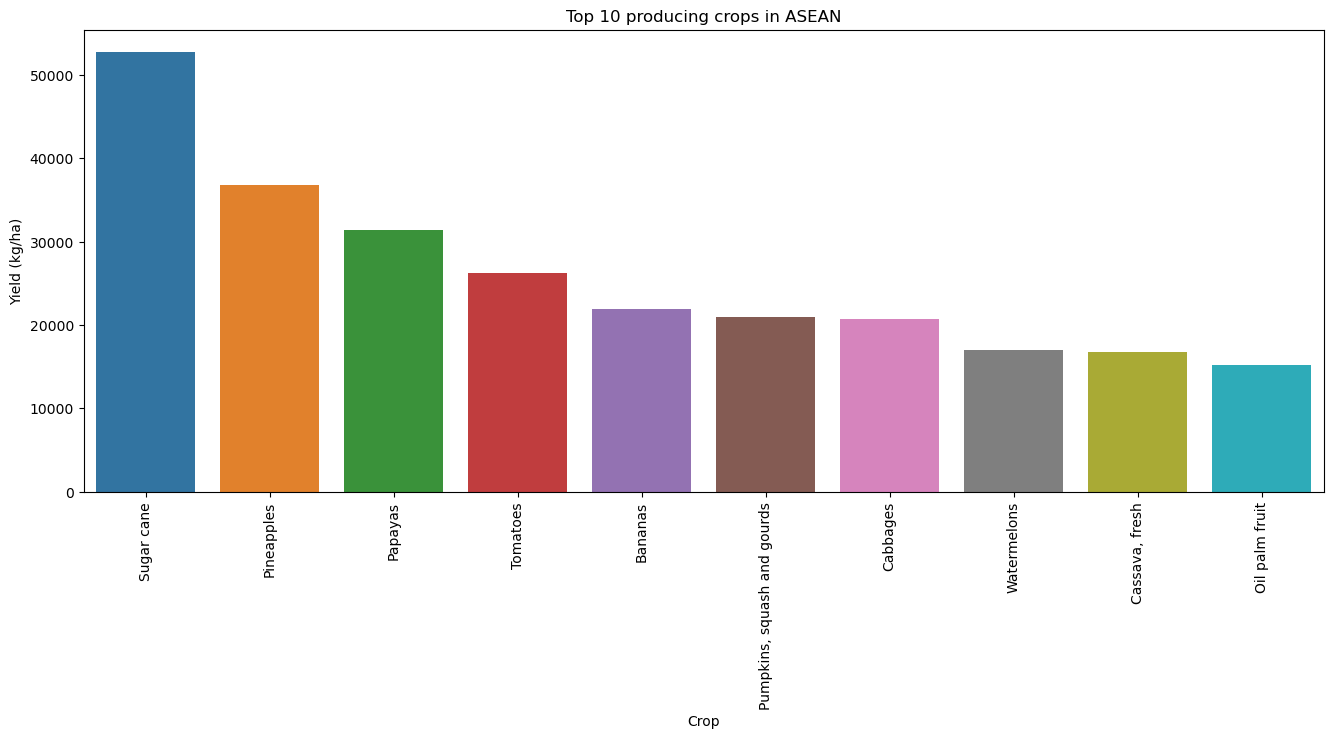 Top 10 producing crops in ASEAN
Yield (kg/ha)
50000
40000
30000
20000
10000
0
Sugar cane
Pineapples
Papayas
Tomatoes
Bananas
Pumpkins, squash and gourds
Cabbages
Watermelons
Cassava, fresh
Oil palm fruit
Crop